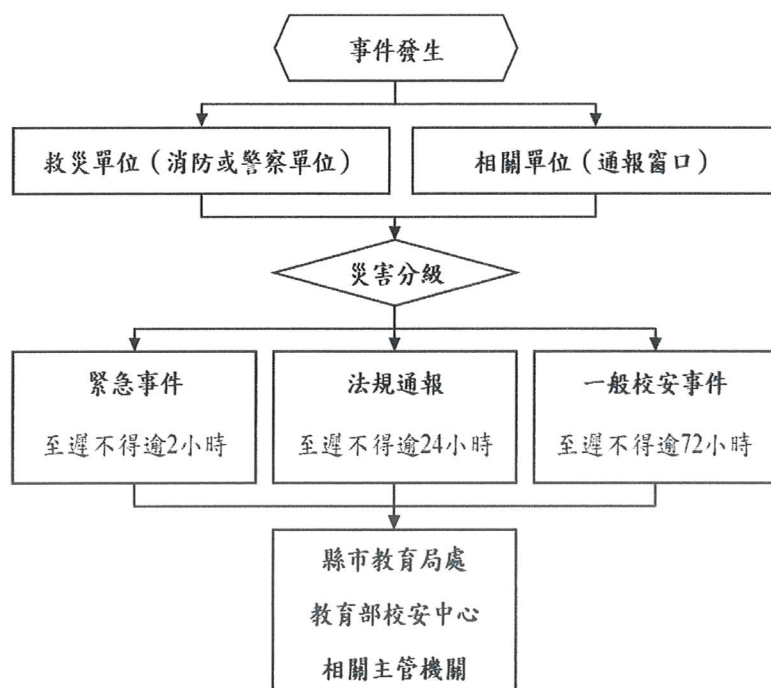 事件發生
救災單位（消防或警察單位）
相關單位（通報窗口）
災害分級
緊急事件
至遲不得逾2小時
法規通報
至遲不得逾24小時
一般校安事件
至遲不得逾72小時
縣市教育局處
教育部校安中心
相關主管機關